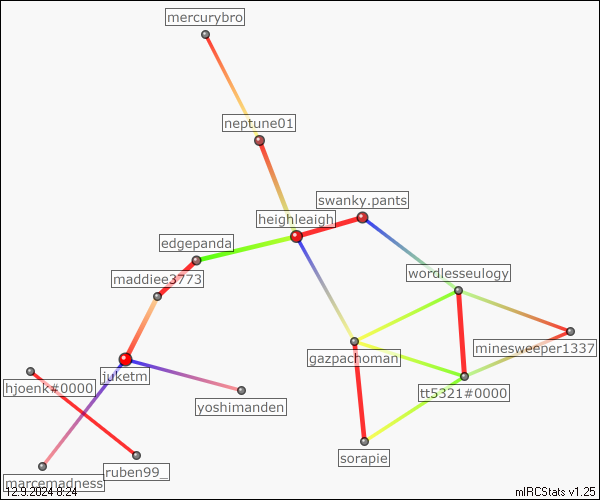 mercurybro
neptune01
swanky.pants
heighleaigh
edgepanda
wordlesseulogy
maddiee3773
gazpachoman
minesweeper1337
juketm
hjoenk#0000
tt5321#0000
yoshimanden
sorapie
ruben99_
marcemadness
12.9.2024 8:24
mIRCStats v1.25